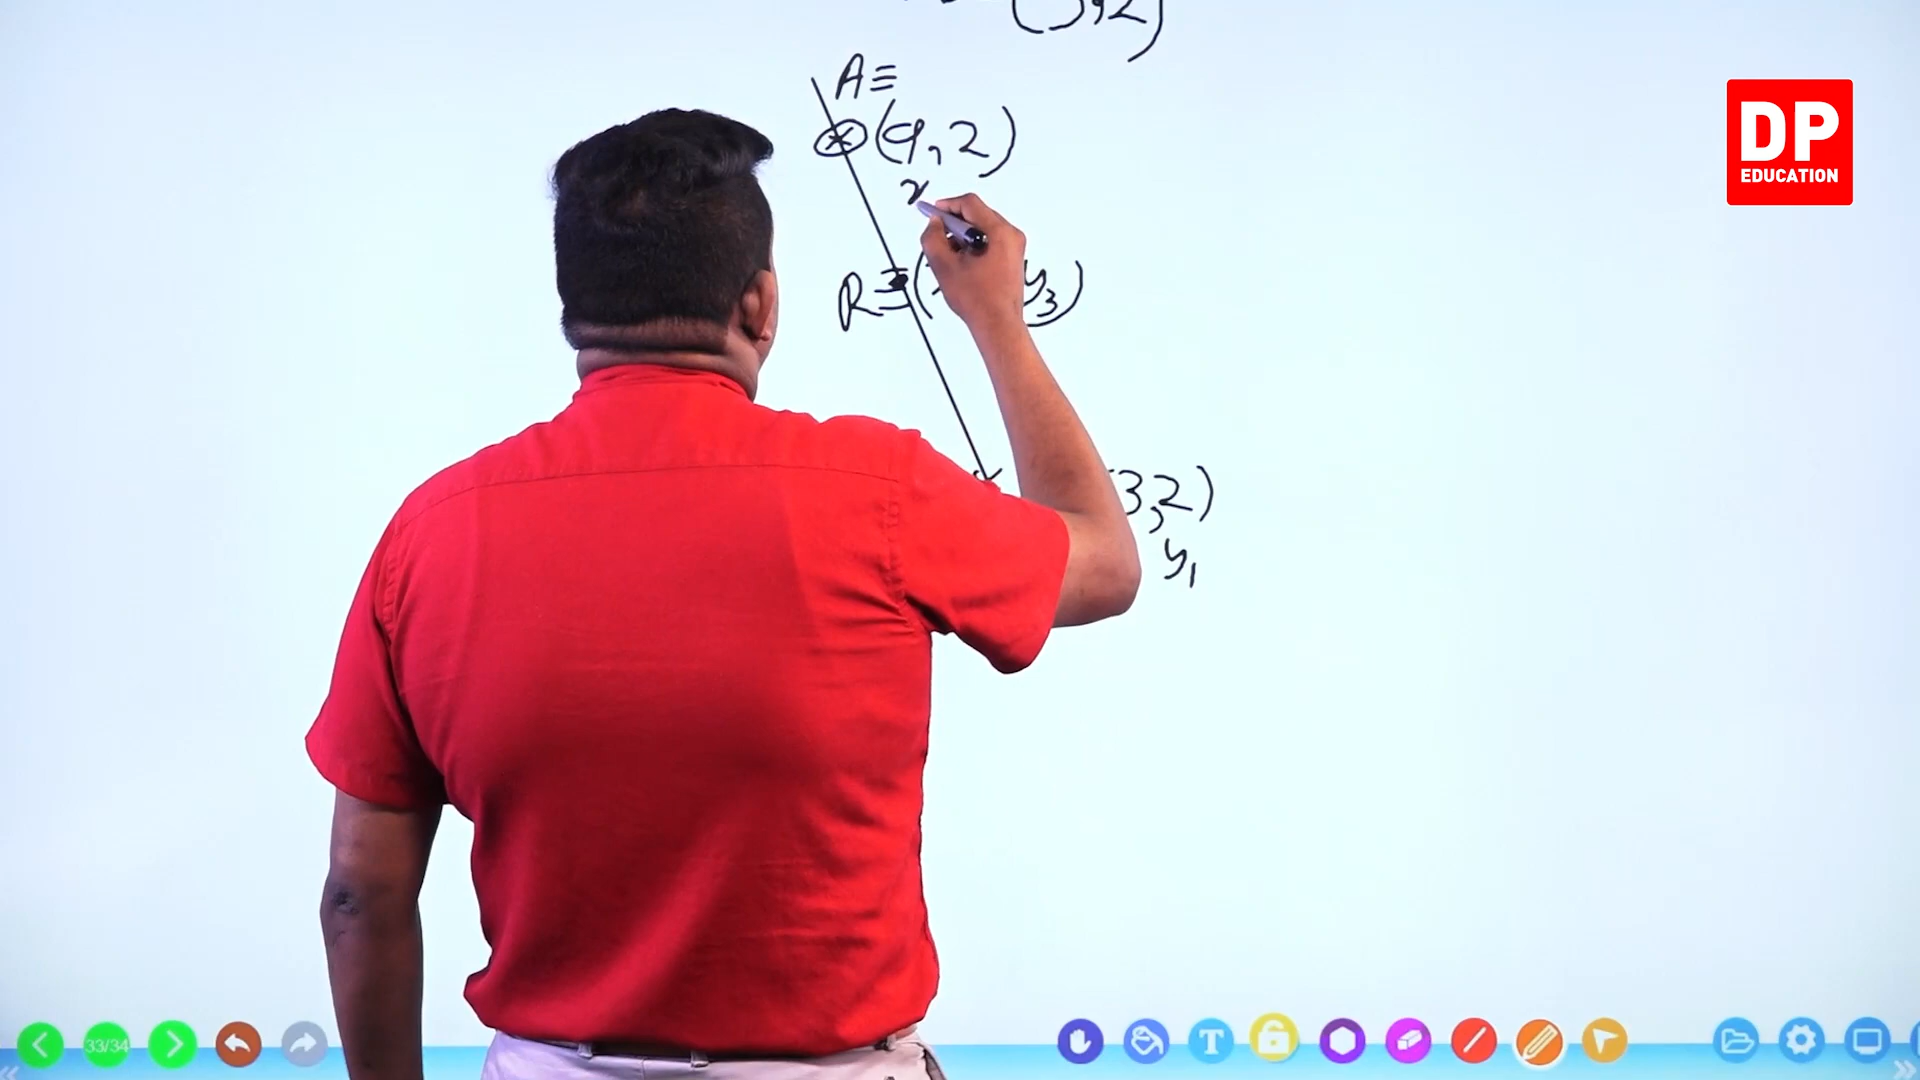 A≡
(9,2)
x
R≡( y₃)
3,2)
y₁
DP
EDUCATION
33/34
T